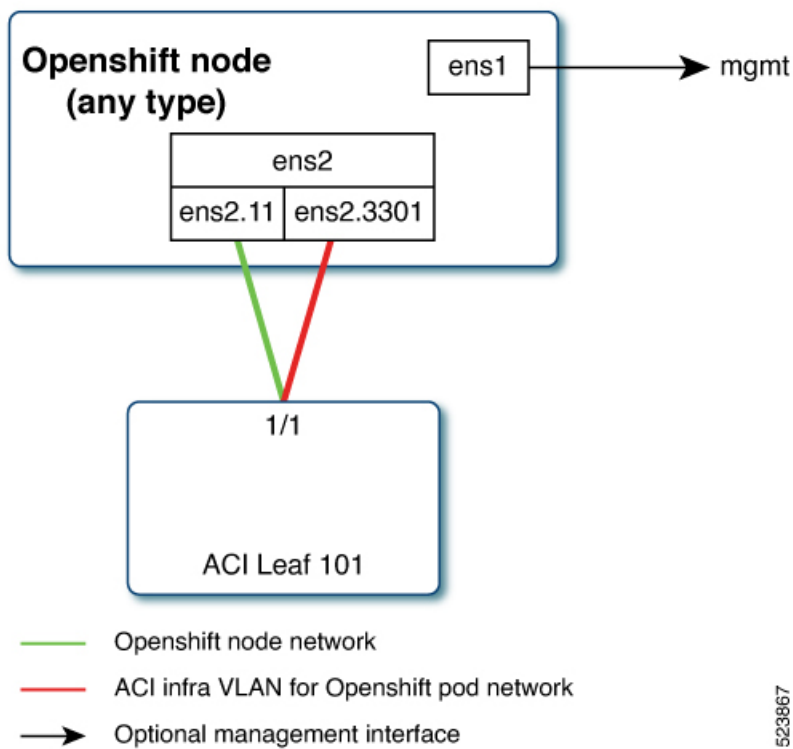 Openshift node
(any type)
ens1
mgmt
ens2
ens2.11
ens2.3301
1/1
ACI Leaf 101
Openshift node network
ACI infra VLAN for Openshift pod network
Optional management interface
523867